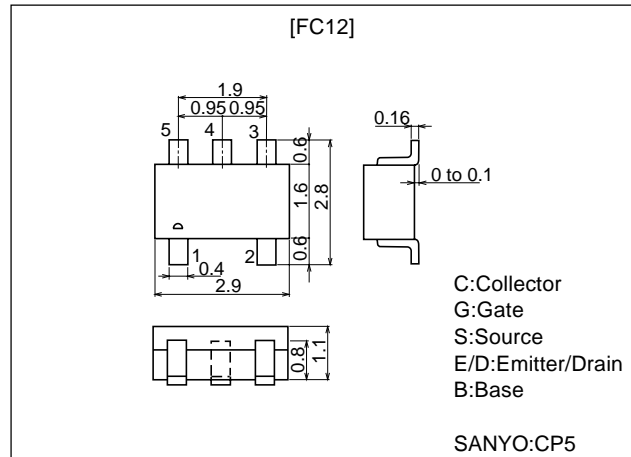 [FC12]
1.9
0.95 0.95
5 4 3
0.6
1.6
2.8
0.6
D
1 2
0.4
2.9
0.16
0 to 0.1
0.8
1.1
C:Collector
G:Gate
S:Source
E/D:Emitter/Drain
B:Base
SANYO:CP5